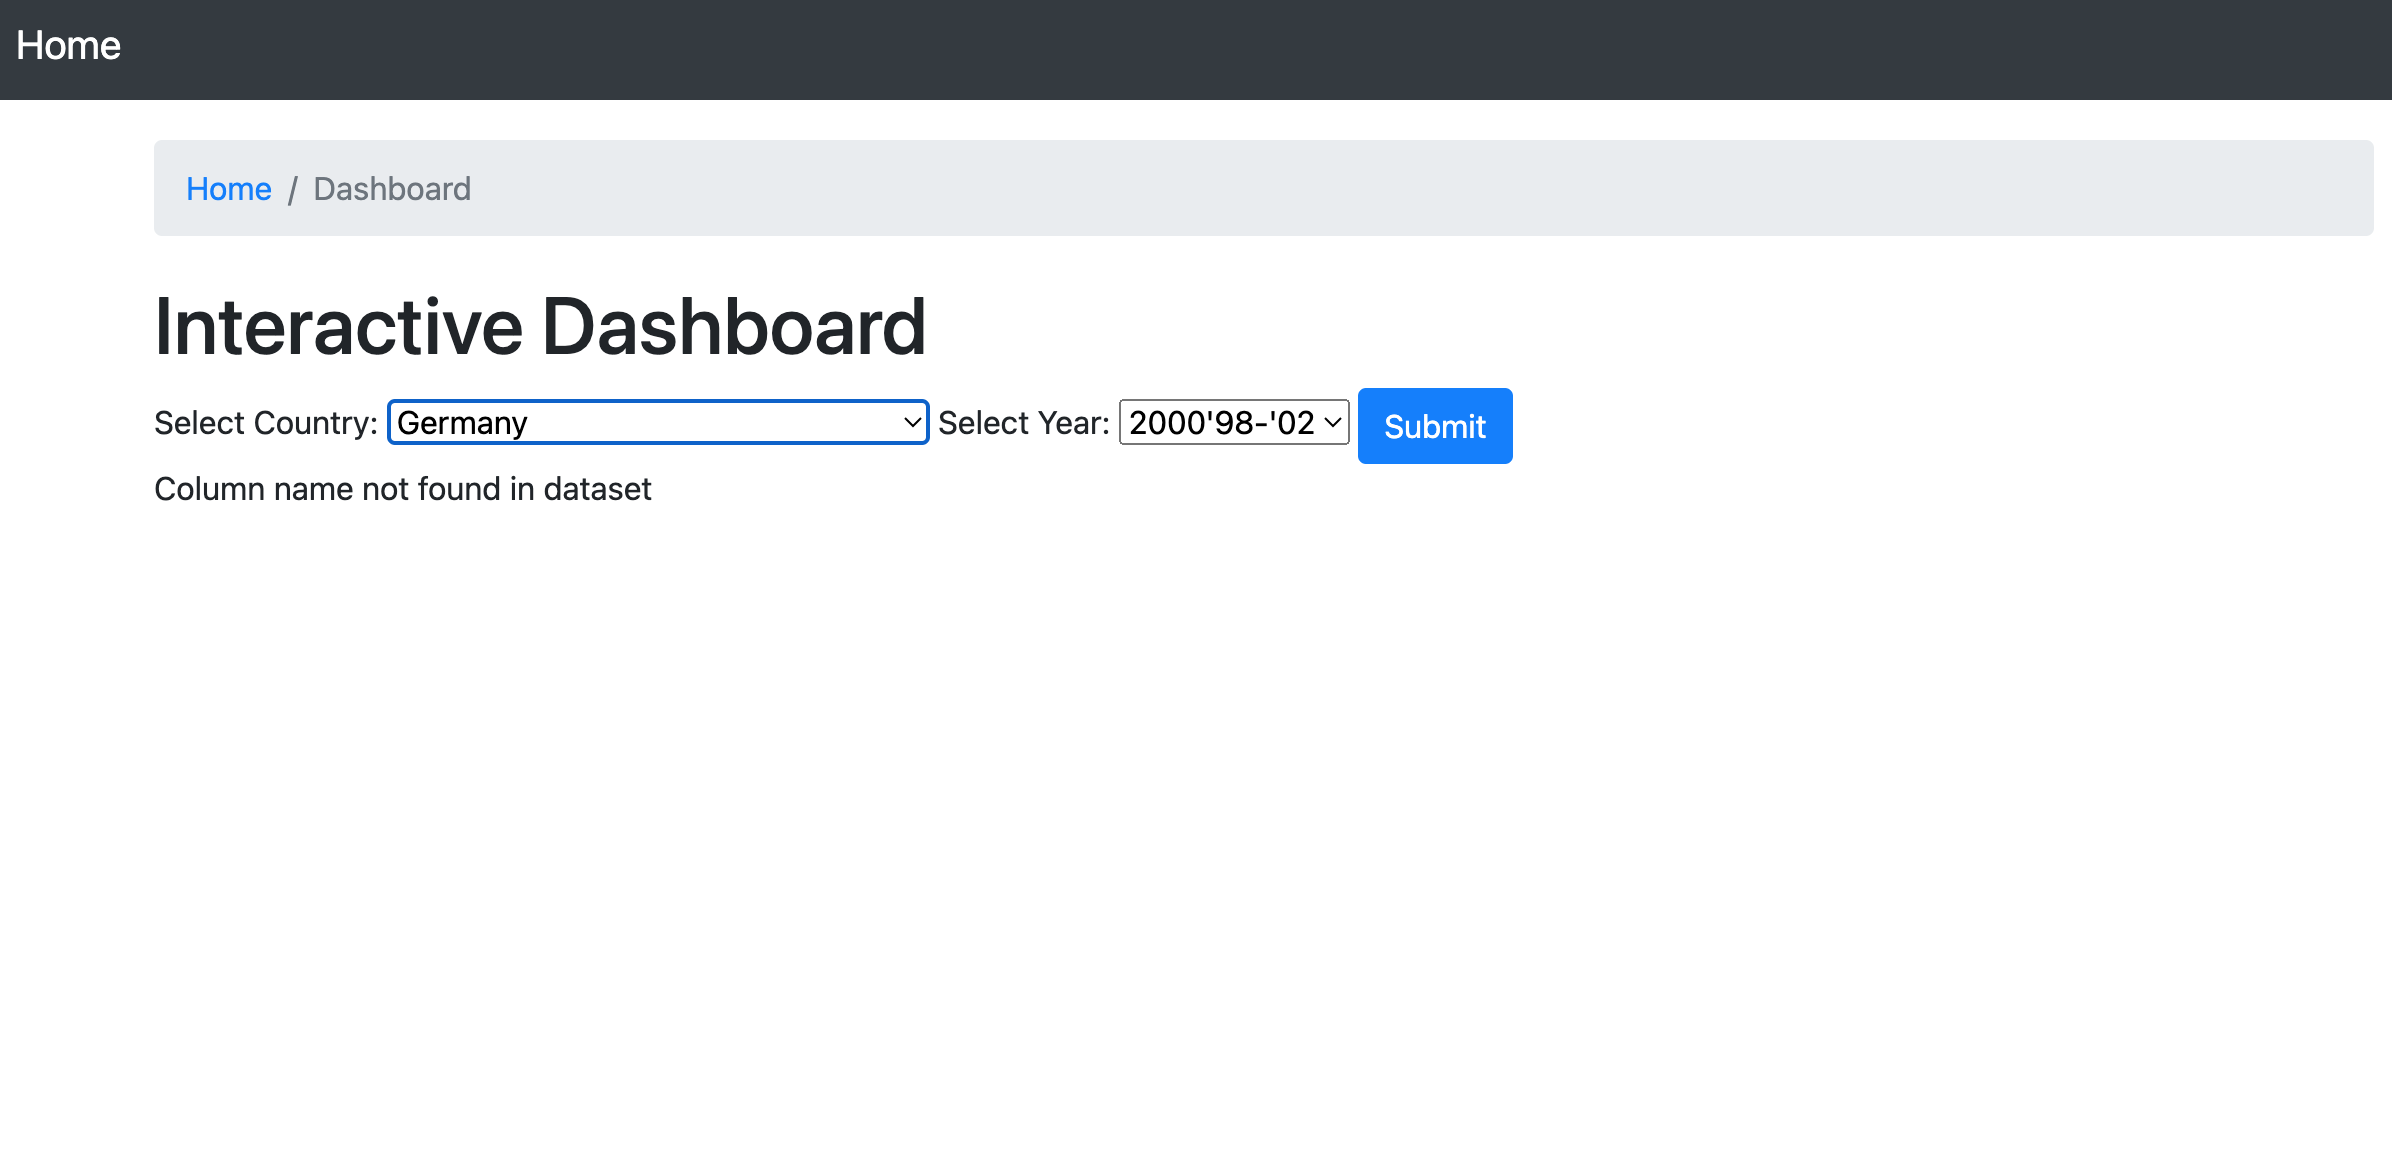 Home
Home / Dashboard
Interactive Dashboard
Select Country: Germany Select Year: 2000'98-'02 Submit
Column name not found in dataset